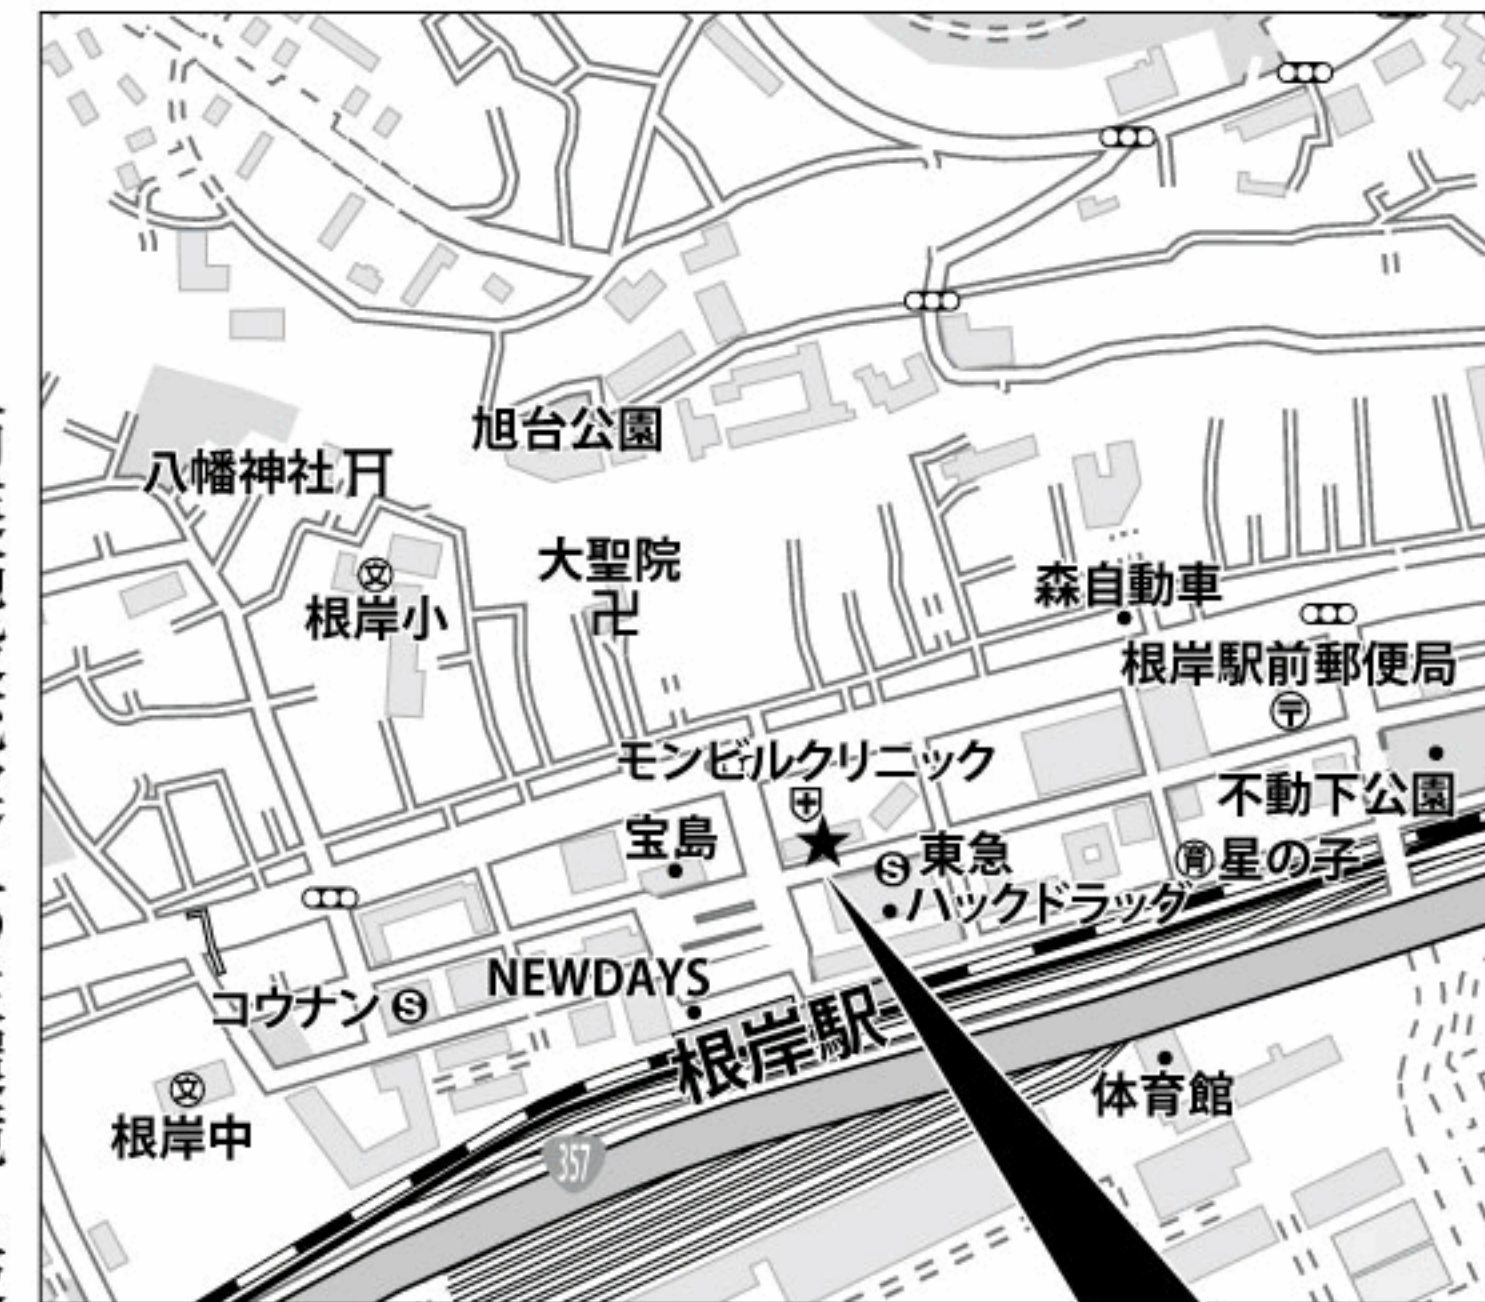 旭台公園
八幡神社
大聖院
文
根岸小
森自動車
根岸駅前郵便局
〒
モンビルクリニック
不動下公園
宝島
S 東急
育 星の子
ハックドラッグ
NEWDAYS
コウナン S
根岸駅
文
根岸中
体育館
357